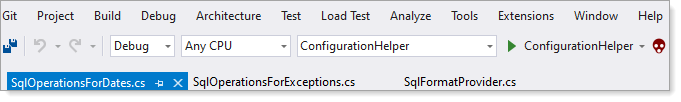 Git Project Build Debug Architecture Test Load Test Analyze Tools Extensions Window Help
Debug Any CPU ConfigurationHelper ConfigurationHelper
SqlOperationsForDates.cs SqlOperationsForExceptions.cs SqlFormatProvider.cs